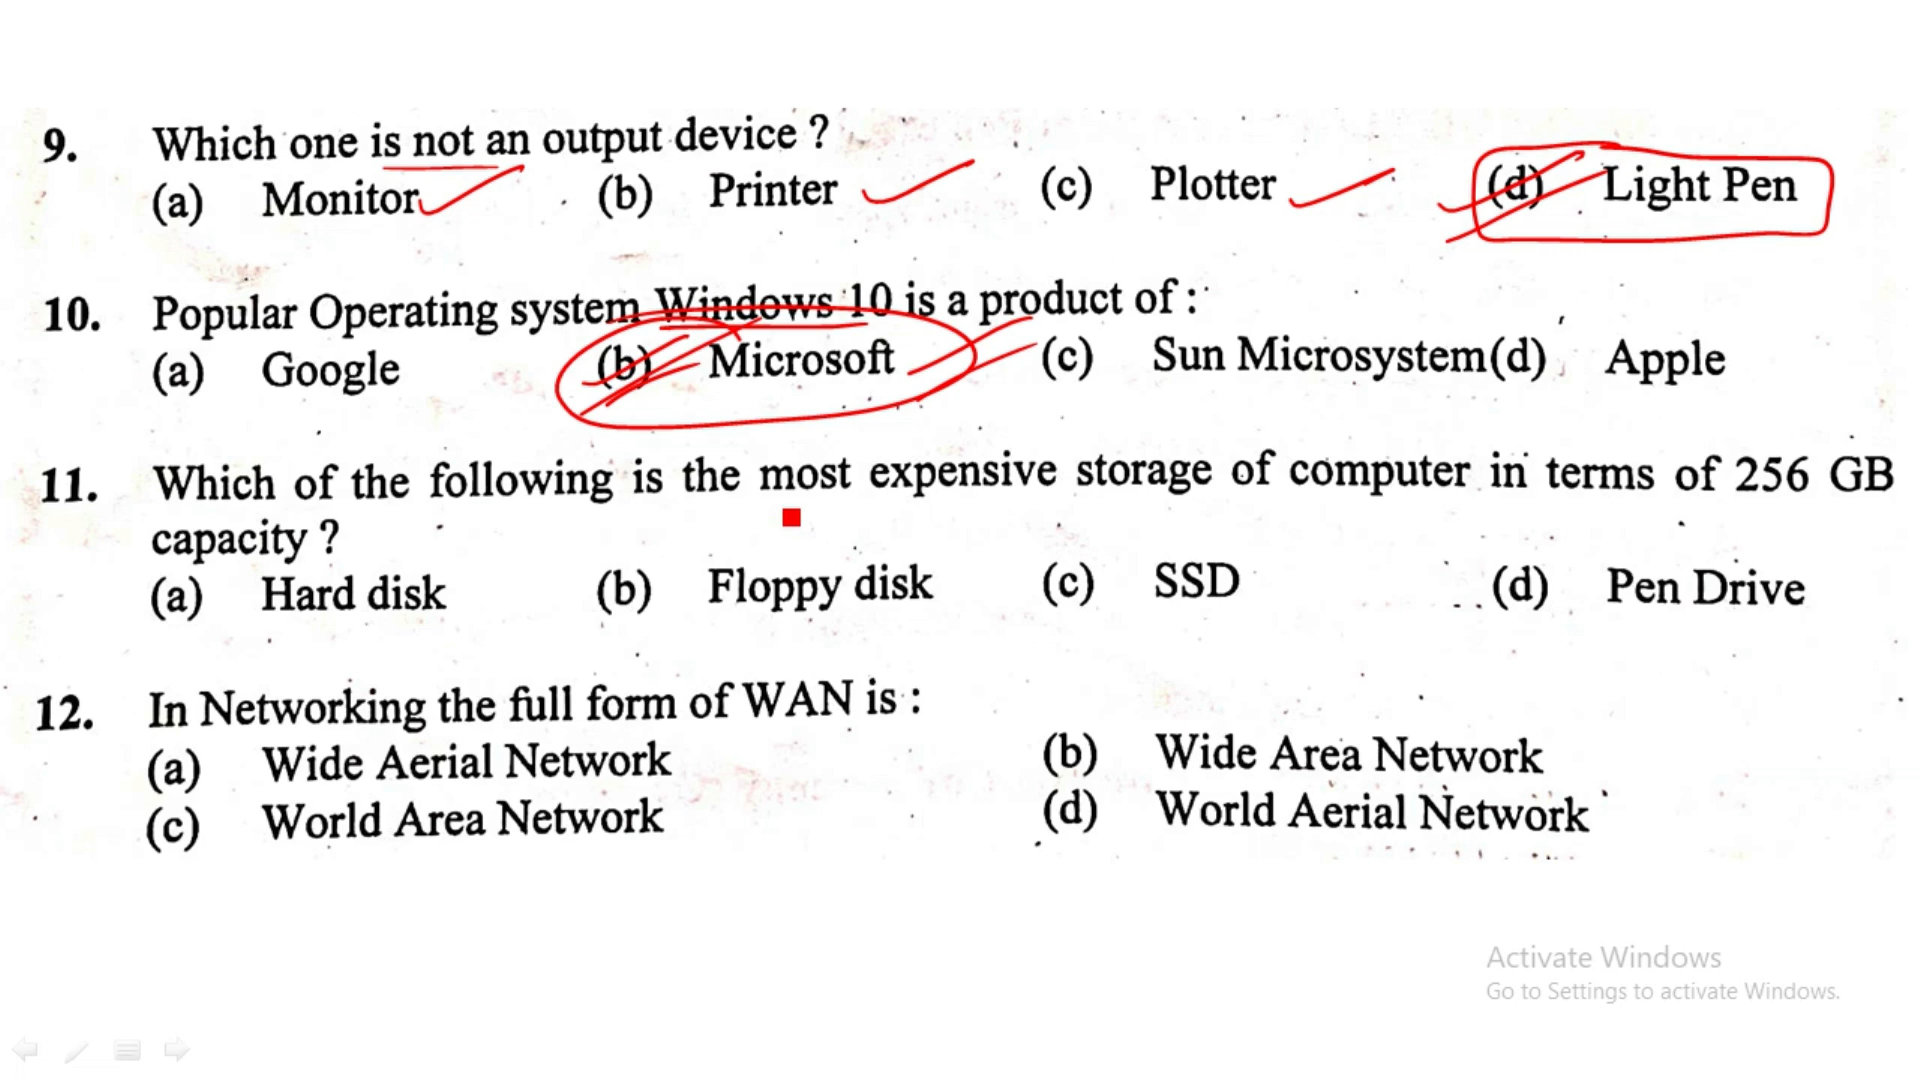 9. Which one is not an output device ?
(a) Monitor (b) Printer (c) Plotter (d) Light Pen
10. Popular Operating system Windows 10 is a product of :
(a) Google (b) Microsoft (c) Sun Microsystem (d) Apple
11. Which of the following is the most expensive storage of computer in terms of 256 GB
capacity ?
(a) Hard disk (b) Floppy disk (c) SSD (d) Pen Drive
12. In Networking the full form of WAN is :
(a) Wide Aerial Network (b) Wide Area Network
(c) World Area Network (d) World Aerial Network
Activate Windows
Go to Settings to activate Windows.